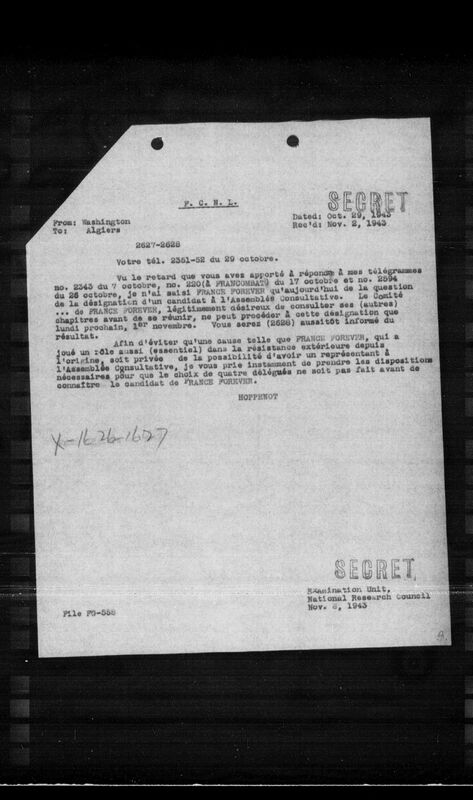 F. C. N. L.
SECRET
From: Washington
To: Algiers
Dated: Oct. 29, 1943
Rec'd: Nov. 2, 1943
2627-2628
Votre tél. 2351-52 du 29 octobre.
Vu le retard que vous avez apporté à répondre à mes télégrammes
no. 2343 du 7 octobre, no. 220(à FRANCOMBAT) du 17 octobre et no. 2594
du 26 octobre, je n'ai saisi FRANCE FOREVER qu'aujourd'hui de la question
de la désignation d'un candidat à l'Assemblée Consultative. Le Comité
... de FRANCE FOREVER, légitimement désireux de consulter ses (autres)
chapitres avant de se réunir, ne peut procéder à cette désignation que
lundi prochain, 1er novembre. Vous serez (2628) aussitôt informé du
résultat.
Afin d'éviter qu'une cause telle que FRANCE FOREVER, qui a
joué un rôle aussi (essential) dans la résistance extérieure depuis
l'origine, soit privée de la possibilité d'avoir un représentant à
l'Assemblée Consultative, je vous prie instamment de prendre les dispositions
nécessaires pour que le choix de quatre délégués ne soit pas fait avant de
connaître le candidat de FRANCE FOREVER.
HOPPENOT
X-1626-1627
SECRET
Examination Unit,
National Research Council
Nov. 1943
File FG-558